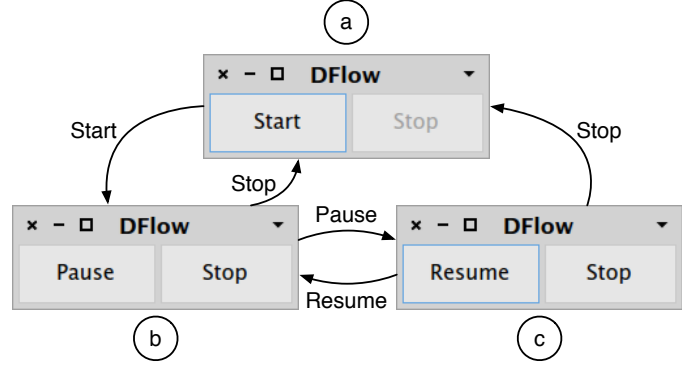 a
DFlow
Start Stop
Start
Stop
Stop
DFlow
Pause Stop
Pause
Resume
DFlow
Resume Stop
b
c